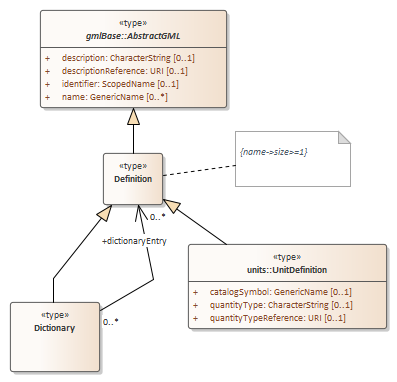 «type»
gmlBase::AbstractGML
+ description: CharacterString [0..1]
+ descriptionReference: URI [0..1]
+ identifier: ScopedName [0..1]
+ name: GenericName [0..*]
«type»
Definition
{name->size>=1}
0..*
+dictionaryEntry
«type»
units::UnitDefinition
+ catalogSymbol: GenericName [0..1]
+ quantityType: CharacterString [0..1]
+ quantityTypeReference: URI [0..1]
«type»
Dictionary
0..*